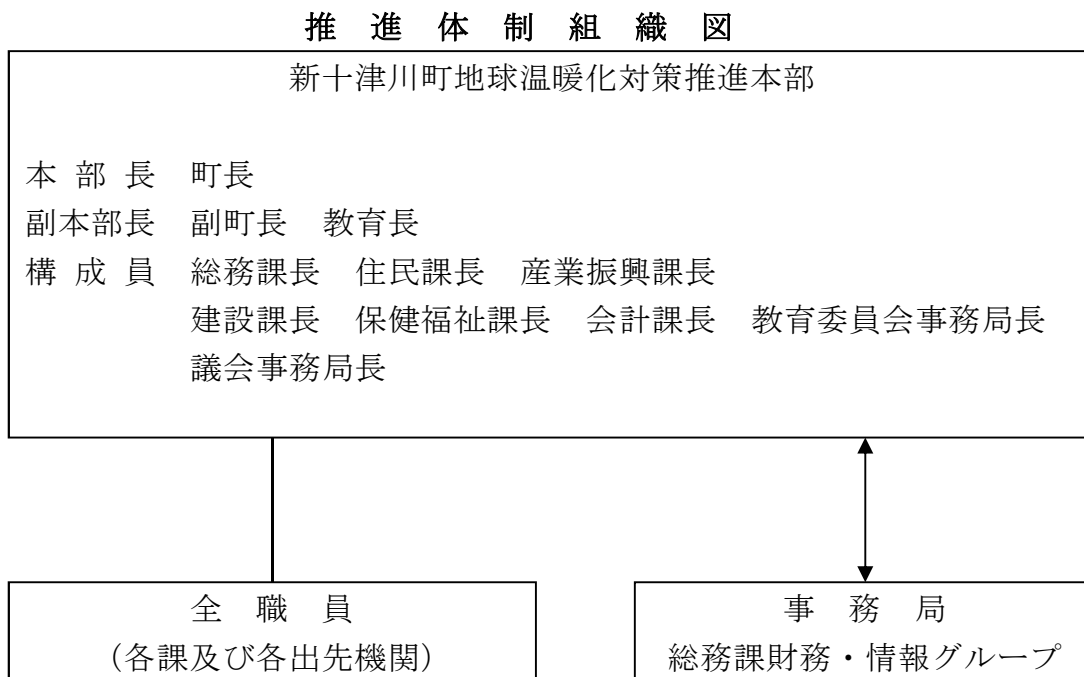 推 進 体 制 組 織 図
新十津川町地球温暖化対策推進本部
本 部 長　町長
副本部長　副町長　教育長
構 成 員　総務課長　住民課長　産業振興課長
建設課長　保健福祉課長　会計課長　教育委員会事務局長
議会事務局長
全　職　員
（各課及び各出先機関）
事　務　局
総務課財務・情報グループ